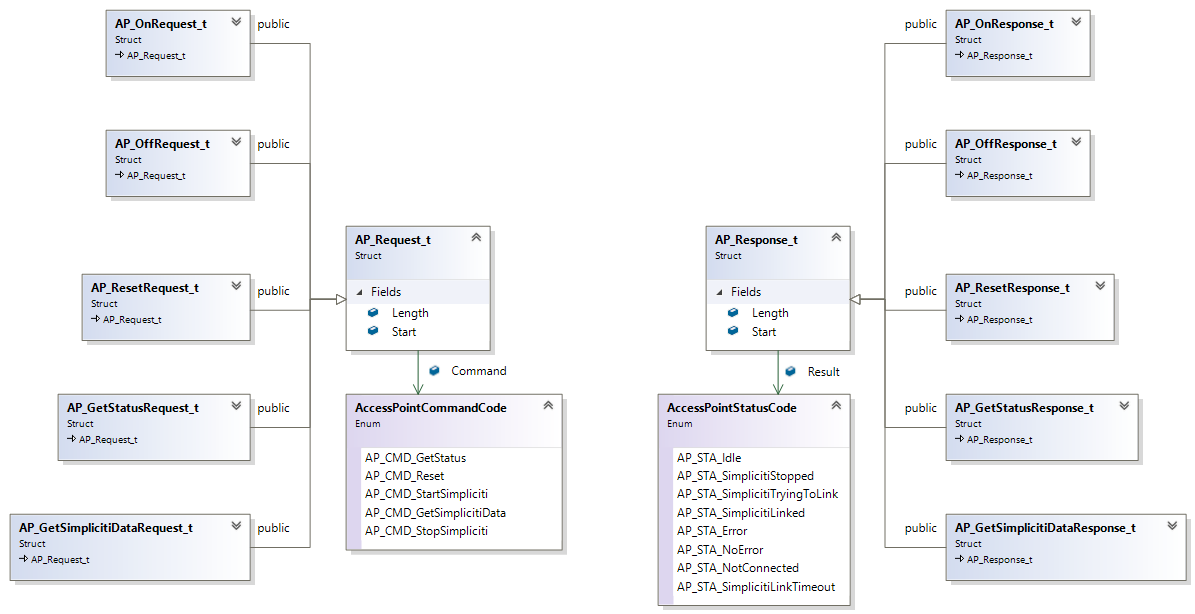 AP_OnRequest_t
Struct
AP_Request_t
public
AP_OffRequest_t
Struct
AP_Request_t
public
AP_ResetRequest_t
Struct
AP_Request_t
public
AP_GetStatusRequest_t
Struct
AP_Request_t
public
AP_GetSimplicitiDataRequest_t
Struct
AP_Request_t
public
AP_Request_t
Struct
Fields
Length
Start
Command
AccessPointCommandCode
Enum
AP_CMD_GetStatus
AP_CMD_Reset
AP_CMD_StartSimpliciti
AP_CMD_GetSimplicitiData
AP_CMD_StopSimpliciti
AP_Response_t
Struct
Fields
Length
Start
Result
AccessPointStatusCode
Enum
AP_STA_Idle
AP_STA_SimplicitiStopped
AP_STA_SimplicitiTryingToLink
AP_STA_SimplicitiLinked
AP_STA_Error
AP_STA_NoError
AP_STA_NotConnected
AP_STA_SimplicitiLinkTimeout
public
AP_OnResponse_t
Struct
AP_Response_t
public
AP_OffResponse_t
Struct
AP_Response_t
public
AP_ResetResponse_t
Struct
AP_Response_t
public
AP_GetStatusResponse_t
Struct
AP_Response_t
public
AP_GetSimplicitiDataResponse_t
Struct
AP_Response_t